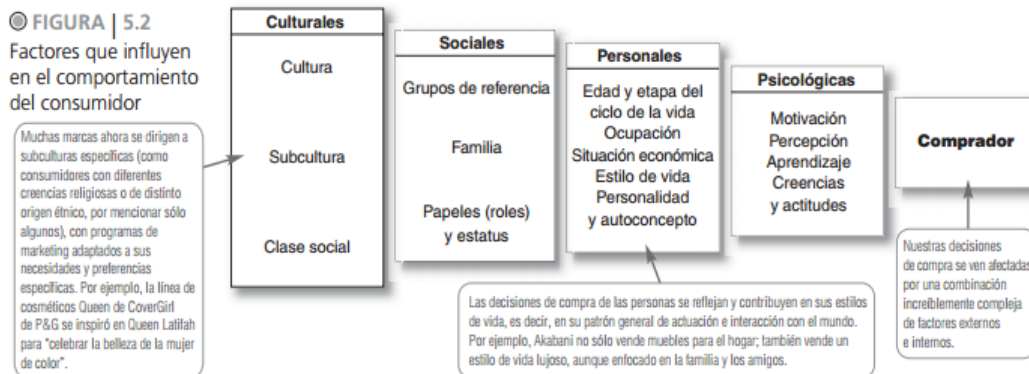 FIGURA | 5.2
Factores que influyen
en el comportamiento
del consumidor
Muchas marcas ahora se dirigen a
subculturas específicas (como
consumidores con diferentes
creencias religiosas o de distinto
origen étnico, por mencionar sólo
algunos), con programas de
marketing adaptados a sus
necesidades y preferencias
específicas. Por ejemplo, la línea de
cosméticos Queen de CoverGirl
de P&G se inspiró en Queen Latifah
para "celebrar la belleza de la mujer
de color".
Culturales
Cultura
Subcultura
Clase social
Sociales
Grupos de referencia
Familia
Papeles (roles)
y estatus
Personales
Edad y etapa del
ciclo de la vida
Ocupación
Situación económica
Estilo de vida
Personalidad
y autoconcepto
Las decisiones de compra de las personas se reflejan y contribuyen en sus estilos
de vida, es decir, en su patrón general de actuación e interacción con el mundo.
Por ejemplo, Akabani no sólo vende muebles para el hogar; también vende un
estilo de vida lujoso, aunque enfocado en la familia y los amigos.
Psicológicas
Motivación
Percepción
Aprendizaje
Creencias
y actitudes
Comprador
Nuestras decisiones
de compra se ven afectadas
por una combinación
increíblemente compleja
de factores externos
e internos.